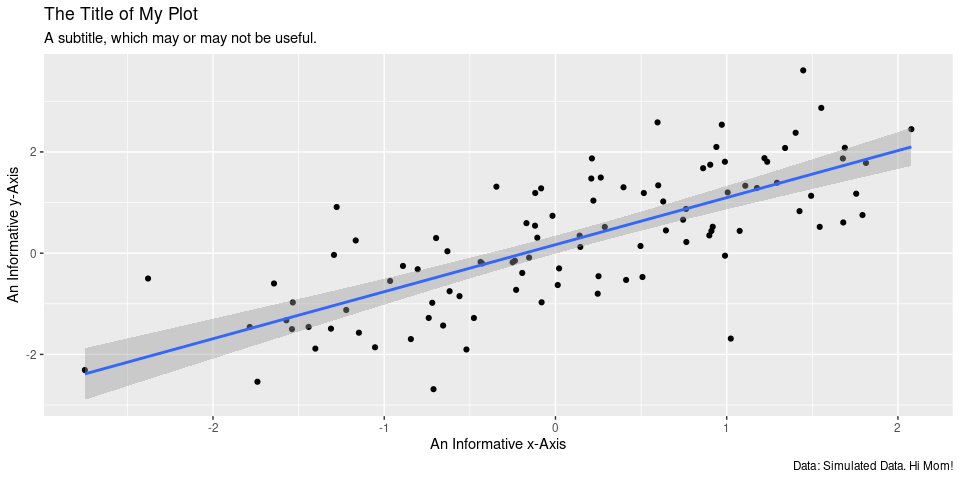 The Title of My Plot
A subtitle, which may or may not be useful.
An Informative y-Axis
2
0
-2
-2
-1
0
1
2
An Informative x-Axis
Data: Simulated Data. Hi Mom!